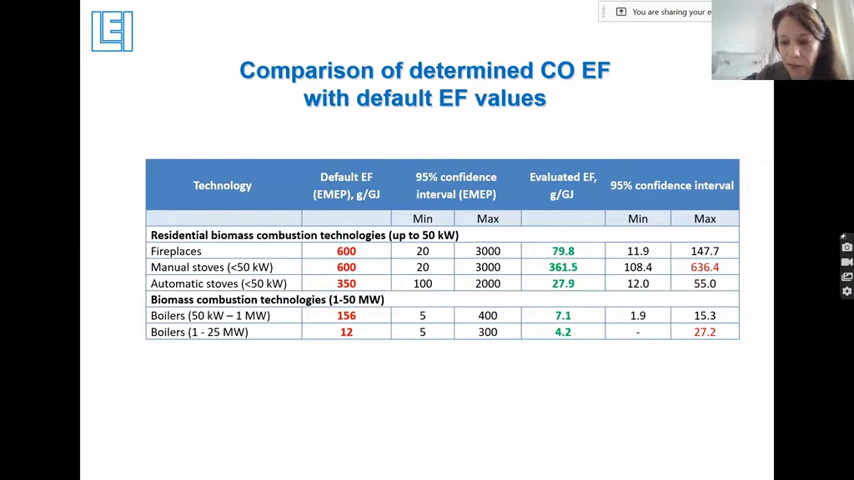 LEI
You are sharing your e
Comparison of determined CO EF
with default EF values
Technology Default EF (EMEP), g/GJ 95% confidence interval (EMEP) Evaluated EF, g/GJ 95% confidence interval
Min Max Min Max
Residential biomass combustion technologies (up to 50 kW)
Fireplaces 600 20 3000 79.8 11.9 147.7
Manual stoves (<50 kW) 600 20 3000 361.5 108.4 636.4
Automatic stoves (<50 kW) 350 100 2000 27.9 12.0 55.0
Biomass combustion technologies (1-50 MW)
Boilers (50 kW – 1 MW) 156 5 400 7.1 1.9 15.3
Boilers (1 - 25 MW) 12 5 300 4.2 - 27.2